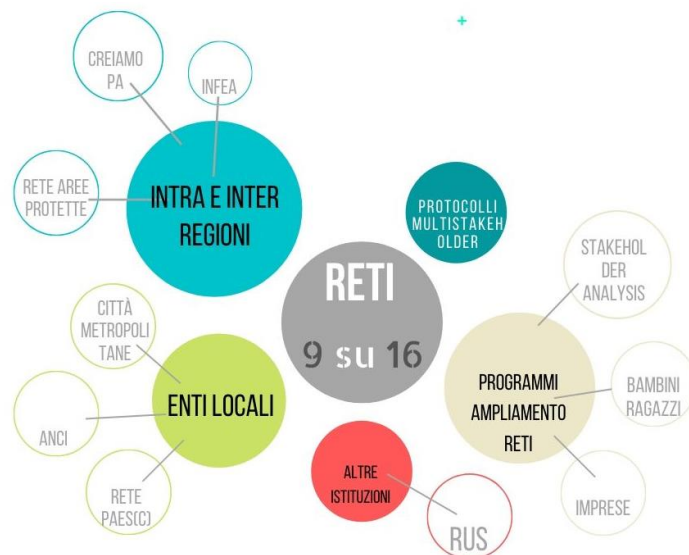 CREIAMO
PA
INFEA
RETE AREE
PROTETTE
INTRA E INTER
REGIONI
PROTOCOLLI
MULTISTAKEH
OLDER
STAKEHOL
DER
ANALYSIS
RETI
9 su 16
CITTÀ
METROPOLI
TANE
ENTI LOCALI
ANCI
RETE
PAES(C)
PROGRAMMI
AMPLIAMENTO
RETI
BAMBINI
RAGAZZI
IMPRESE
ALTRE
ISTITUZIONI
RUS